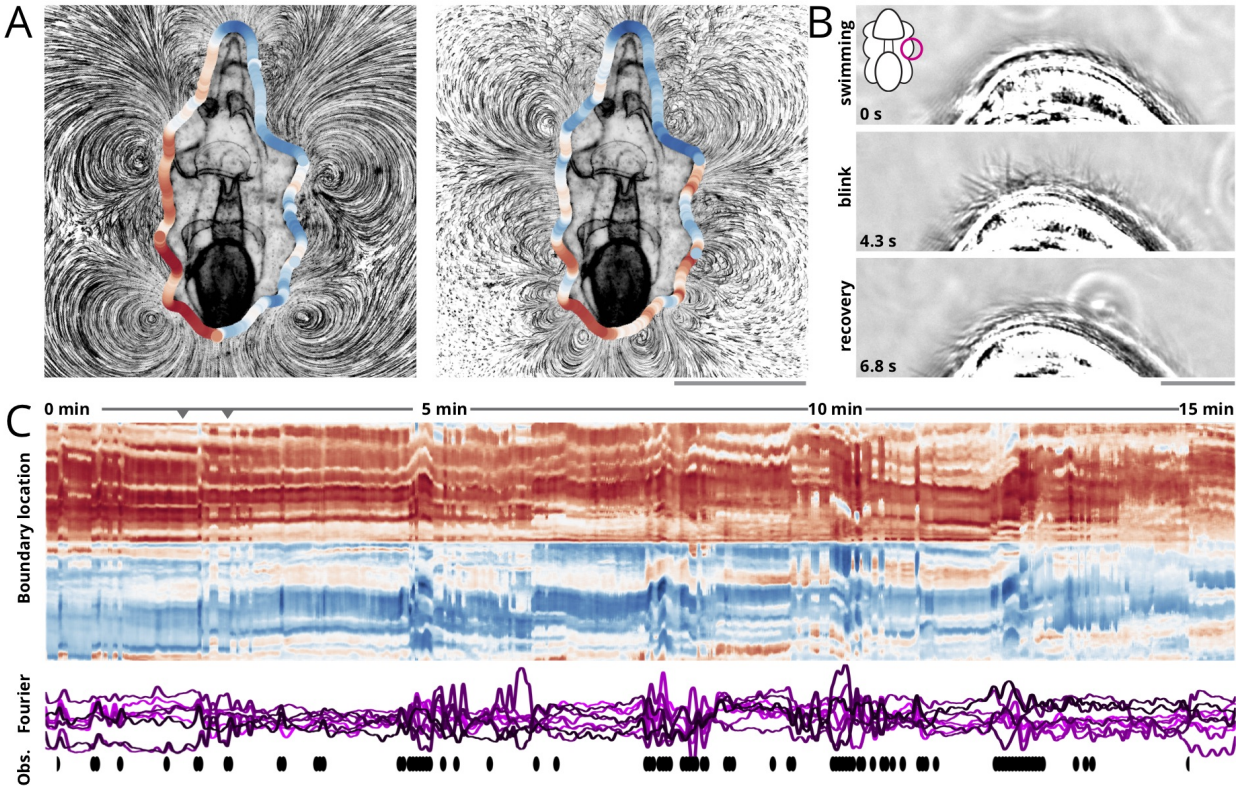 A
B
swimming
0 s
blink
4.3 s
recovery
6.8 s
C
0 min 5 min 10 min 15 min
Boundary location
Fourier
Obs.